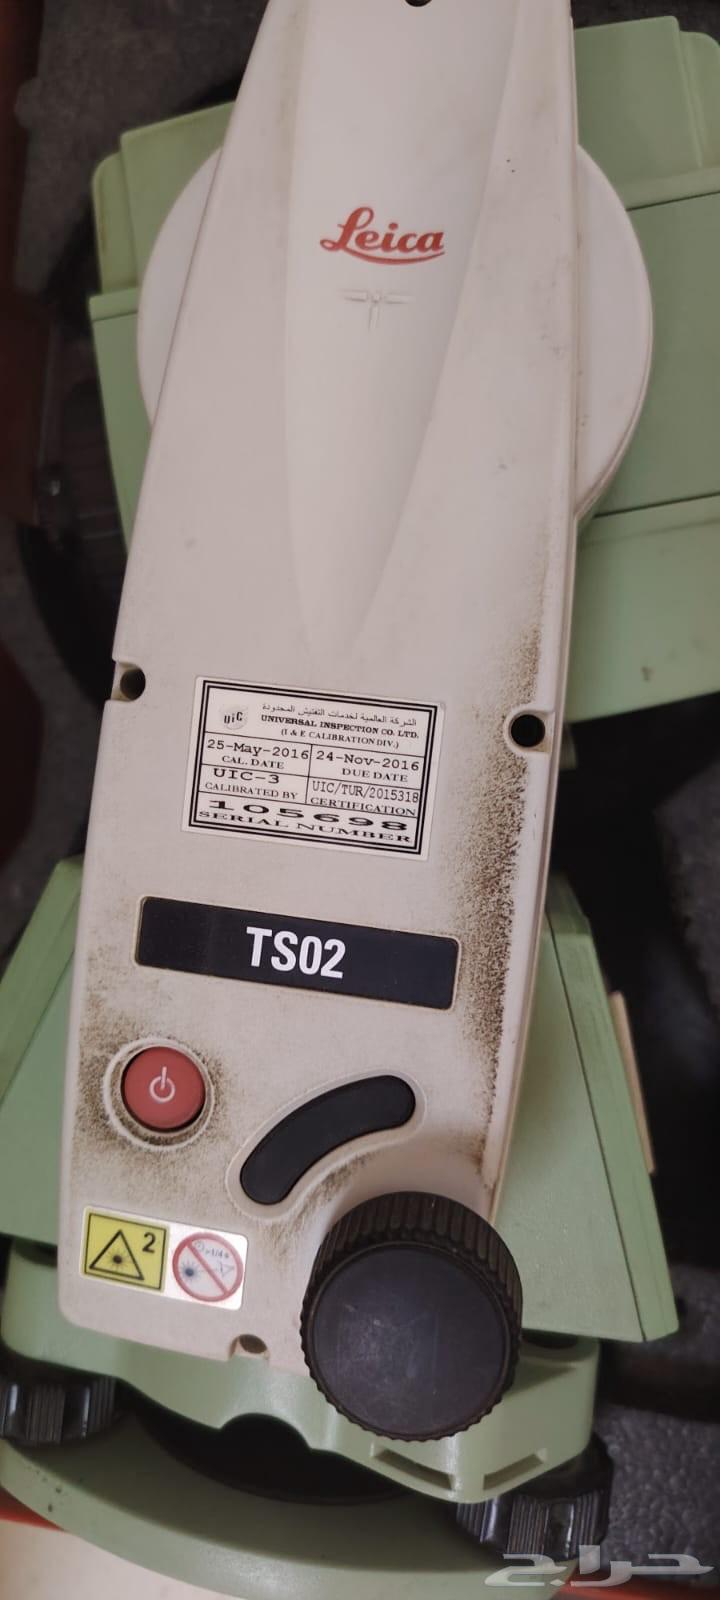 Leica
الشركة العالمية لخدمات التفتيش المحدودة
UIC
UNIVERSAL INSPECTION CO. LTD.
(I & E CALIBRATION DIV.)
25-May-2016 24-Nov-2016
CAL. DATE DUE DATE
UIC-3 UIC/TUR/2015318
CALIBRATED BY CERTIFICATION
105698
SERIAL NUMBER
TS02
2
حراج